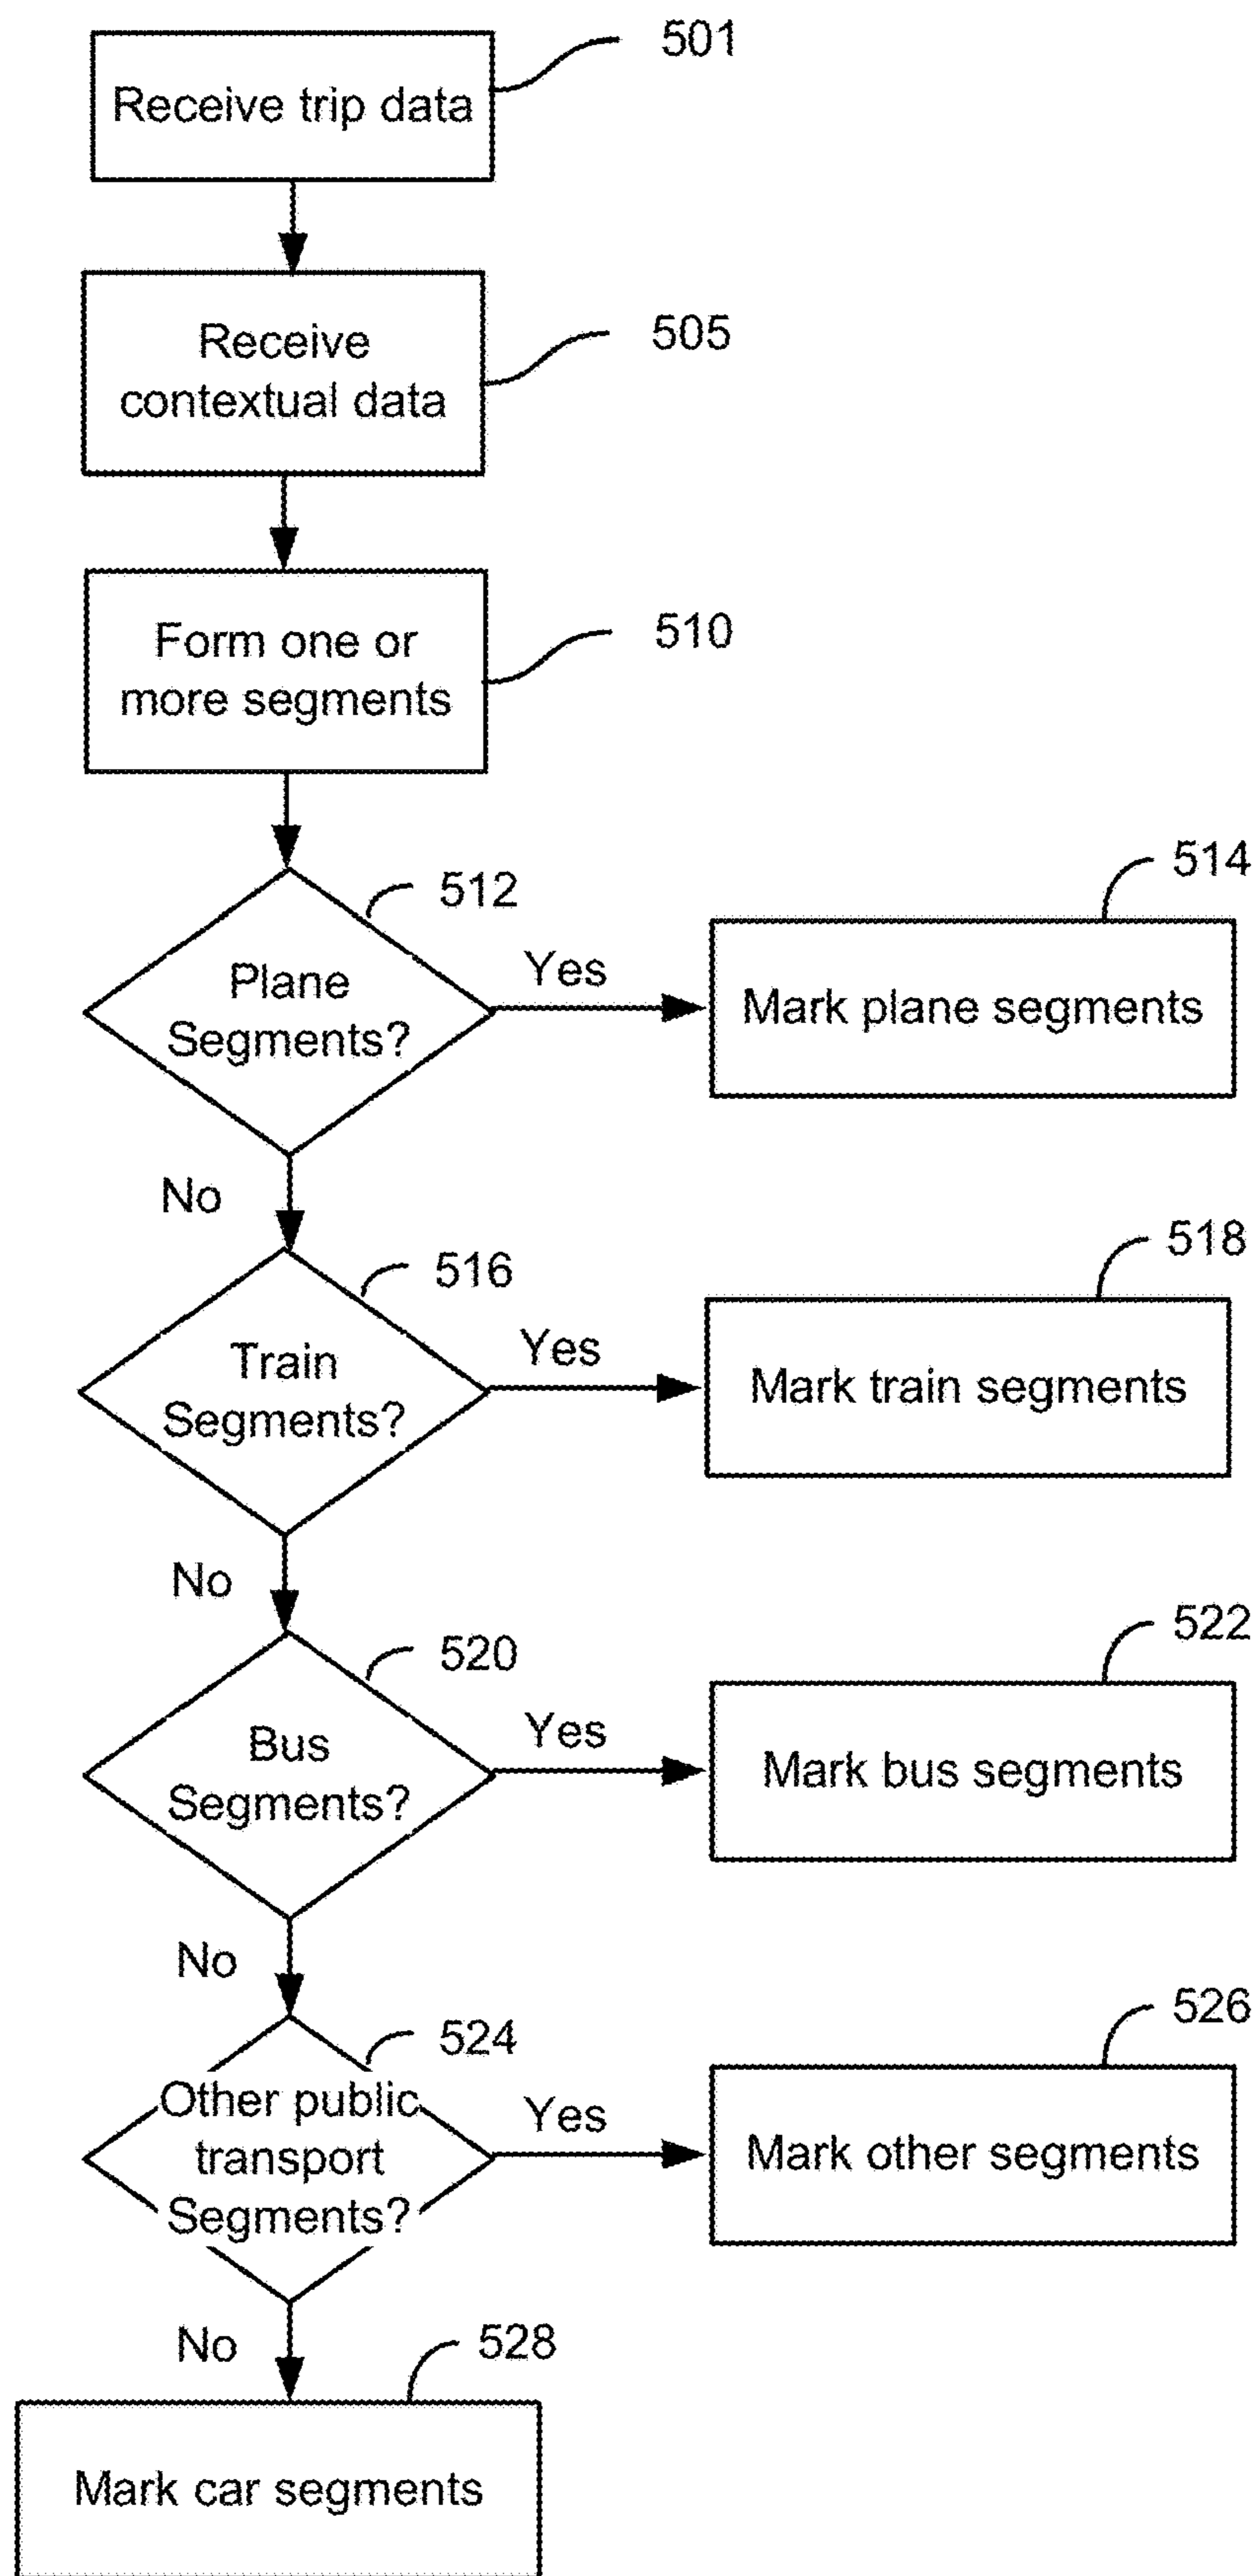 501
Receive trip data
505
Receive
contextual data
510
Form one or
more segments
512
Plane
Segments?
Yes
514
Mark plane segments
No
516
Train
Segments?
Yes
518
Mark train segments
No
520
Bus
Segments?
Yes
522
Mark bus segments
No
524
Other public
transport
Segments?
Yes
526
Mark other segments
No
528
Mark car segments